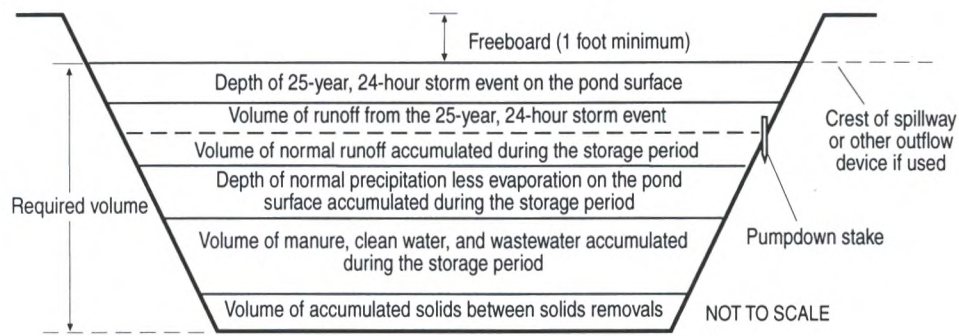 Freeboard (1 foot minimum)
Depth of 25-year, 24-hour storm event on the pond surface
Volume of runoff from the 25-year, 24-hour storm event
Volume of normal runoff accumulated during the storage period
Depth of normal precipitation less evaporation on the pond
surface accumulated during the storage period
Volume of manure, clean water, and wastewater accumulated
during the storage period
Volume of accumulated solids between solids removals
Required volume
Crest of spillway
or other outflow
device if used
Pumpdown stake
NOT TO SCALE